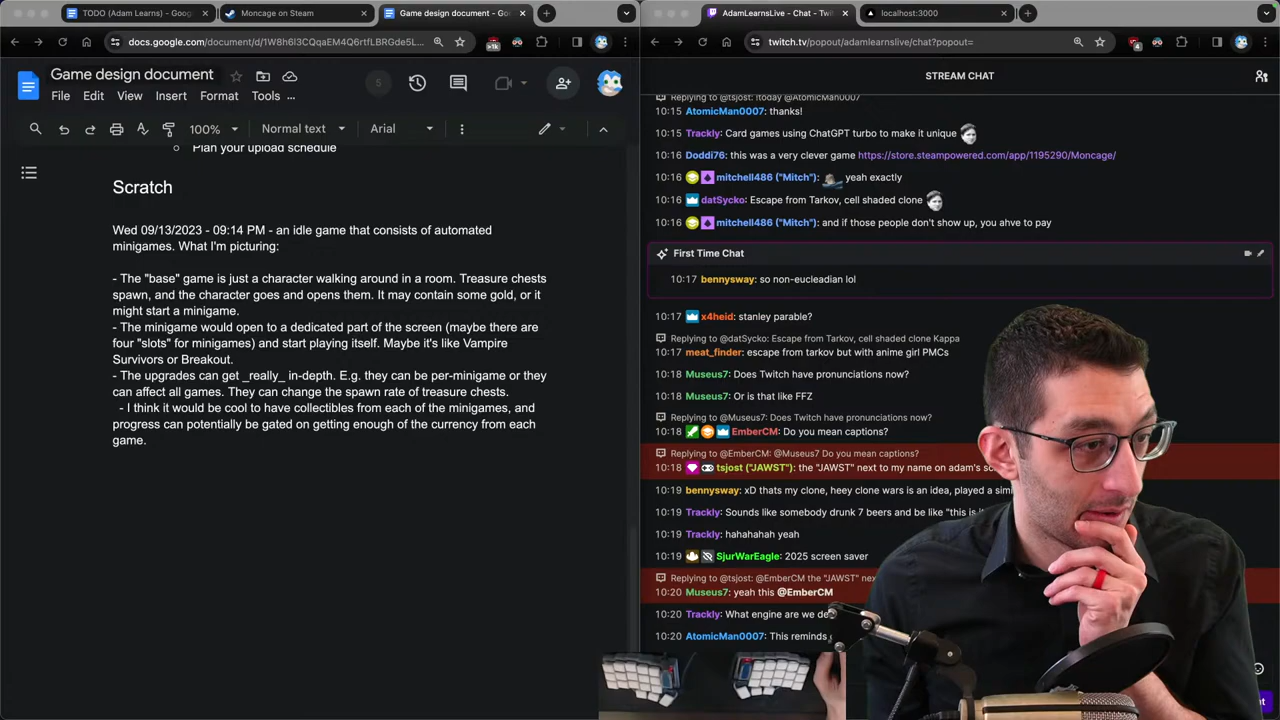 TODO (Adam Learns) - Goog
Moncage on Steam
Game design document - Goo
AdamLearnsLive - Chat - Twit
localhost:3000
docs.google.com/document/d/1W8h6l3CQqaEM4Q6rtfLBRGde5L...
twitch.tv/popout/adamlearnslive/chat?popout=
Game design document
File Edit View Insert Format Tools ...
5
100%
Normal text
Arial
Plan your upload schedule
Scratch
Wed 09/13/2023 - 09:14 PM - an idle game that consists of automated
minigames. What I'm picturing:
- The "base" game is just a character walking around in a room. Treasure chests
spawn, and the character goes and opens them. It may contain some gold, or it
might start a minigame.
- The minigame would open to a dedicated part of the screen (maybe there are
four "slots" for minigames) and start playing itself. Maybe it's like Vampire
Survivors or Breakout.
- The upgrades can get _really_ in-depth. E.g. they can be per-minigame or they
can affect all games. They can change the spawn rate of treasure chests.
- I think it would be cool to have collectibles from each of the minigames, and
progress can potentially be gated on getting enough of the currency from each
game.
STREAM CHAT
Replying to @tsjost: !today @AtomicMan0007
10:15 AtomicMan0007: thanks!
10:15 Trackly: Card games using ChatGPT turbo to make it unique
10:16 Doddi76: this was a very clever game https://store.steampowered.com/app/1195290/Moncage/
10:16 mitchell486 ("Mitch"): yeah exactly
10:16 datSycko: Escape from Tarkov, cell shaded clone
10:16 mitchell486 ("Mitch"): and if those people don't show up, you ahve to pay
First Time Chat
10:17 bennysway: so non-eucleadian lol
10:17 x4heid: stanley parable?
Replying to @datSycko: Escape from Tarkov, cell shaded clone Kappa
10:17 meat_finder: escape from tarkov but with anime girl PMCs
10:18 Museus7: Does Twitch have pronunciations now?
10:18 Museus7: Or is that like FFZ
Replying to @Museus7: Does Twitch have pronunciations now?
10:18 EmberCM: Do you mean captions?
Replying to @EmberCM: @Museus7 Do you mean captions?
10:18 tsjost ("JAWST"): the "JAWST" next to my name on adam's
10:19 bennysway: xD thats my clone, heey clone wars is an idea, played a
10:19 Trackly: Sounds like somebody drunk 7 beers and be like "this is
10:19 Trackly: hahahahah yeah
10:19 SjurWarEagle: 2025 screen saver
Replying to @tsjost: @EmberCM the "JAWST"
10:20 Museus7: yeah this @EmberCM
10:20 Trackly: What engine are we
10:20 AtomicMan0007: This reminds